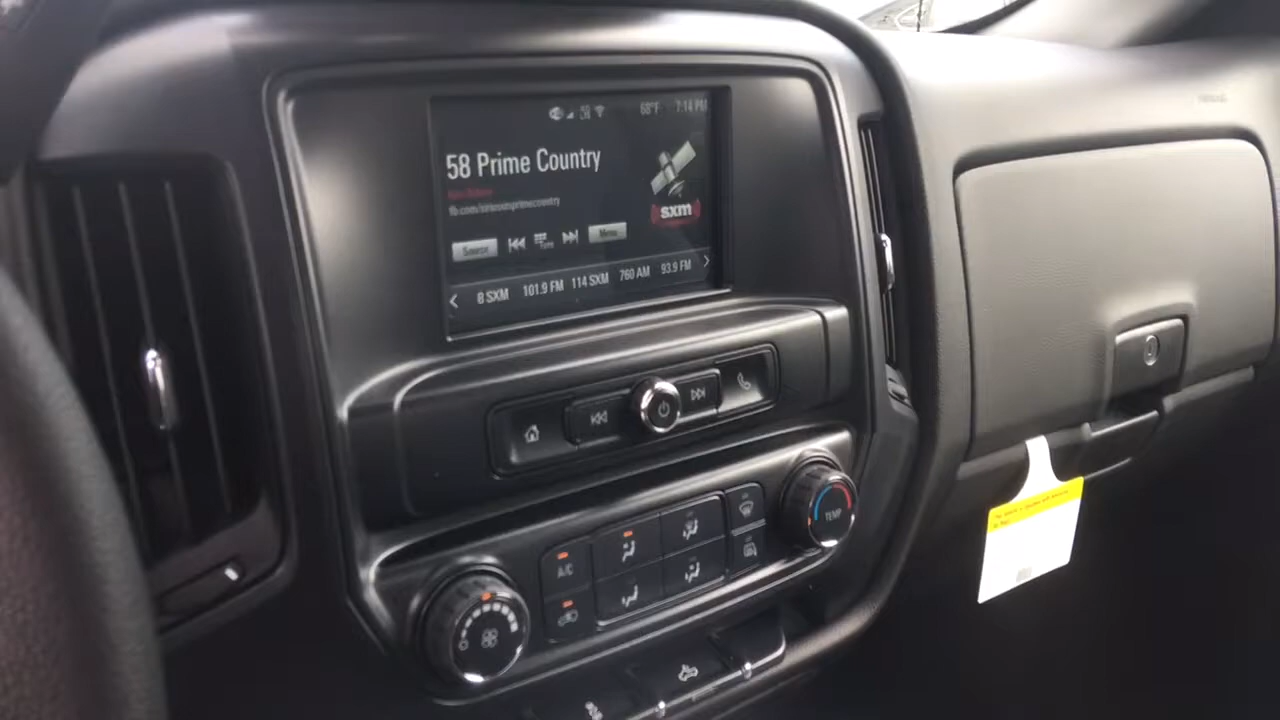 68°F 7:14 PM
58 Prime Country
fb.com/siriusxmprimecountry
sxm
Source
Menu
8 SXM 101.9 FM 114 SXM 760 AM 93.9 FM
A/C
TEMP